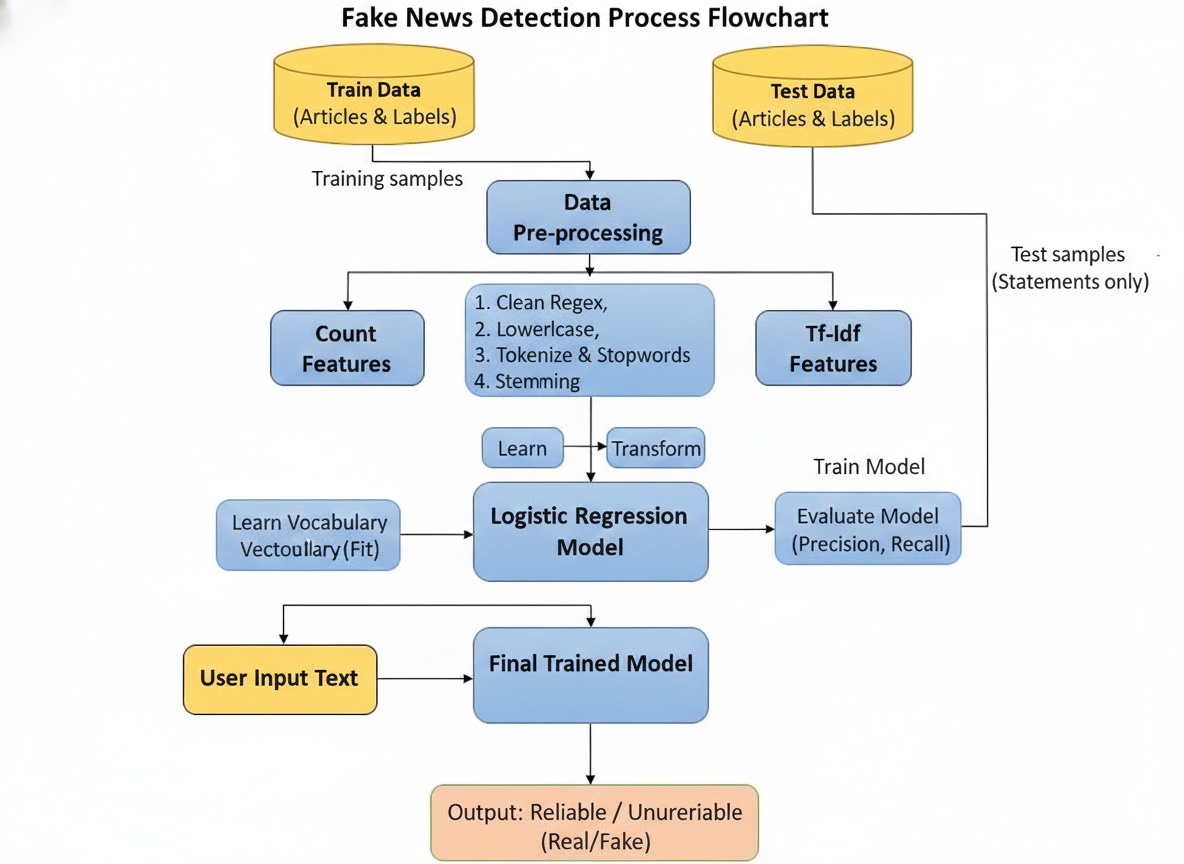 Fake News Detection Process Flowchart
Train Data
(Articles & Labels)
Test Data
(Articles & Labels)
Training samples
Data
Pre-processing
Test samples
(Statements only)
Count
Features
1. Clean Regex,
2. Lowerlcase,
3. Tokenize & Stopwords
4. Stemming
Tf-Idf
Features
Learn
Transform
Train Model
Learn Vocabulary
Vectoullary (Fit)
Logistic Regression
Model
Evaluate Model
(Precision, Recall)
User Input Text
Final Trained Model
Output: Reliable / Unureriable
(Real/Fake)